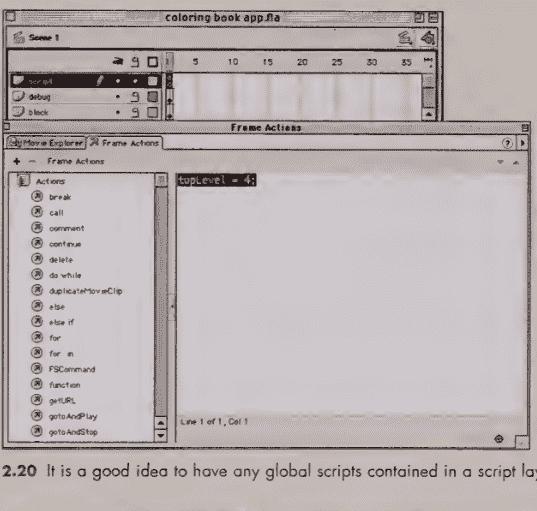 coloring book app.fla
Scene 1
5 10 15 20 25 30 35
script
debug
block
Frame Actions
Movie Explorer Frame Actions
+ - Frame Actions
Actions
break
call
comment
continue
delete
do while
duplicateMovieClip
else
else if
for
for in
FSCommand
function
getURL
gotoAndPlay
gotoAndStop
topLevel = 4;
Line 1 of 1, Col 1
2.20 It is a good idea to have any global scripts contained in a script lay